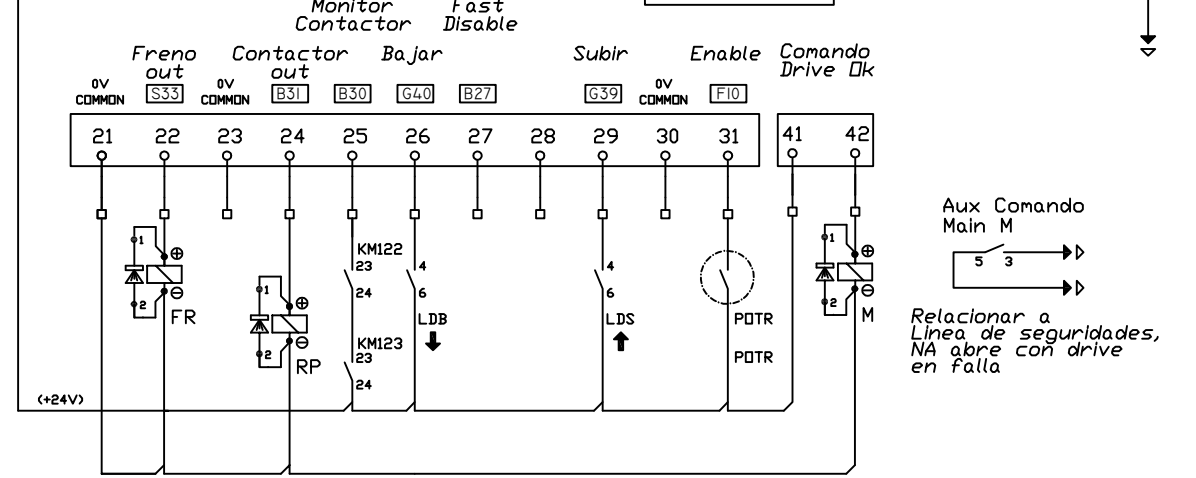 Monitor
Contactor
Fast
Disable
Freno
out
Contactor
out
Bajar
Subir
Enable
Comando
Drive Ok
0V
COMMON
S33
0V
COMMON
B31
B30
G40
B27
G39
0V
COMMON
F10
21 22 23 24 25 26 27 28 29 30 31 41 42
Aux Comando
Main M
5 3
1
2
FR
1
2
RP
KM122
23
24
KM123
23
24
4
6
LDB
4
6
LDS
POTR
POTR
1
2
M
Relacionar a
Linea de seguridades,
NA abre con drive
en falla
(+24V)